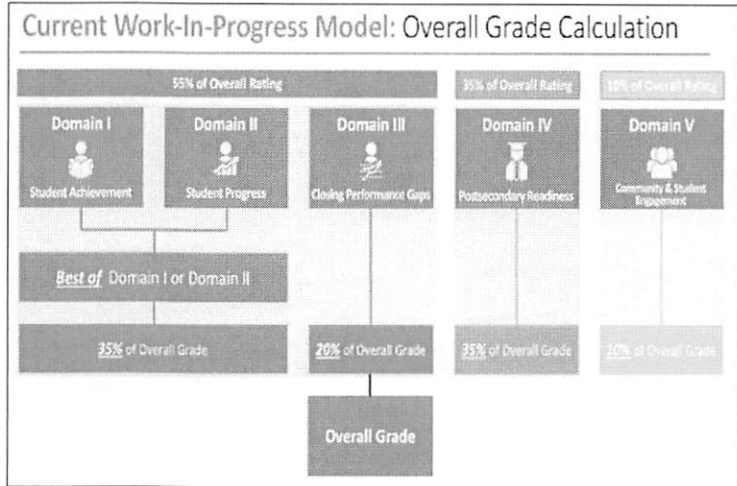 Current Work-In-Progress Model: Overall Grade Calculation
55% of Overall Rating
35% of Overall Rating
10% of Overall Rating
Domain I
Student Achievement
Domain II
Student Progress
Domain III
Closing Performance Gaps
Domain IV
Postsecondary Readiness
Domain V
Community & Student
Engagement
Best of Domain I or Domain II
35% of Overall Grade
20% of Overall Grade
35% of Overall Grade
10% of Overall Grade
Overall Grade